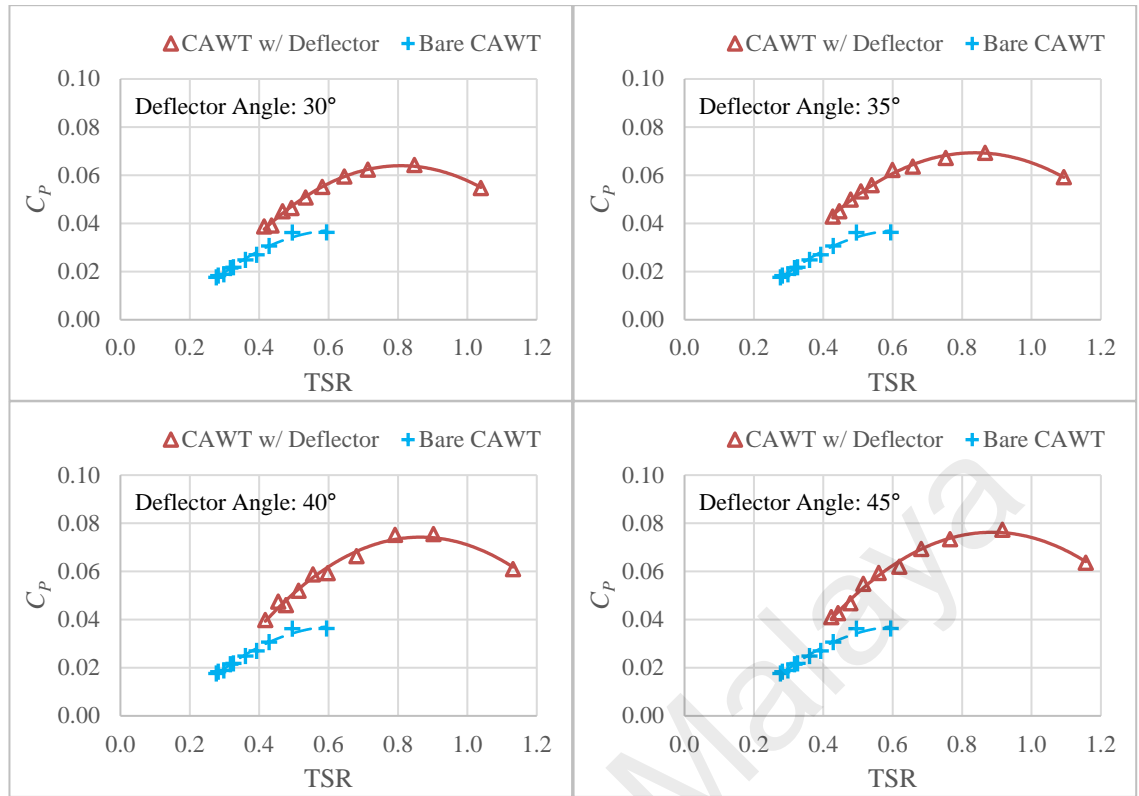 CAWT w/ Deflector Bare CAWT
0.10
Deflector Angle: 30°
0.08
0.06
C_P
0.04
0.02
0.00
0.0 0.2 0.4 0.6 0.8 1.0 1.2
TSR
CAWT w/ Deflector Bare CAWT
0.10
Deflector Angle: 35°
0.08
0.06
C_P
0.04
0.02
0.00
0.0 0.2 0.4 0.6 0.8 1.0 1.2
TSR
CAWT w/ Deflector Bare CAWT
0.10
Deflector Angle: 40°
0.08
0.06
C_P
0.04
0.02
0.00
0.0 0.2 0.4 0.6 0.8 1.0 1.2
TSR
CAWT w/ Deflector Bare CAWT
0.10
Deflector Angle: 45°
0.08
0.06
C_P
0.04
0.02
0.00
0.0 0.2 0.4 0.6 0.8 1.0 1.2
TSR
Malaya